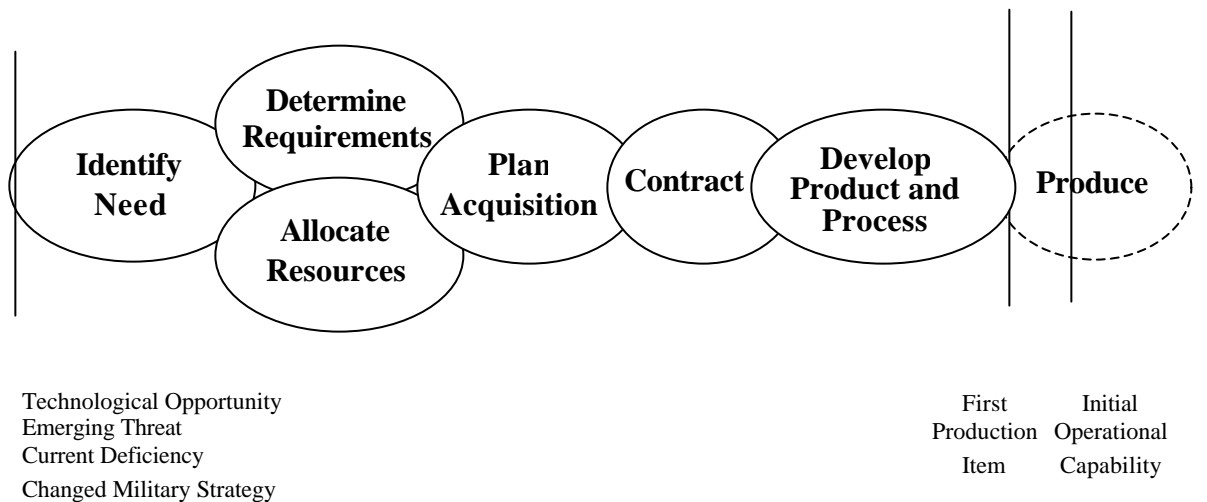 Identify
Need
Determine
Requirements
Allocate
Resources
Plan
Acquisition
Contract
Develop
Product and
Process
Produce
Technological Opportunity
Emerging Threat
Current Deficiency
Changed Military Strategy
First
Production
Item
Initial
Operational
Capability